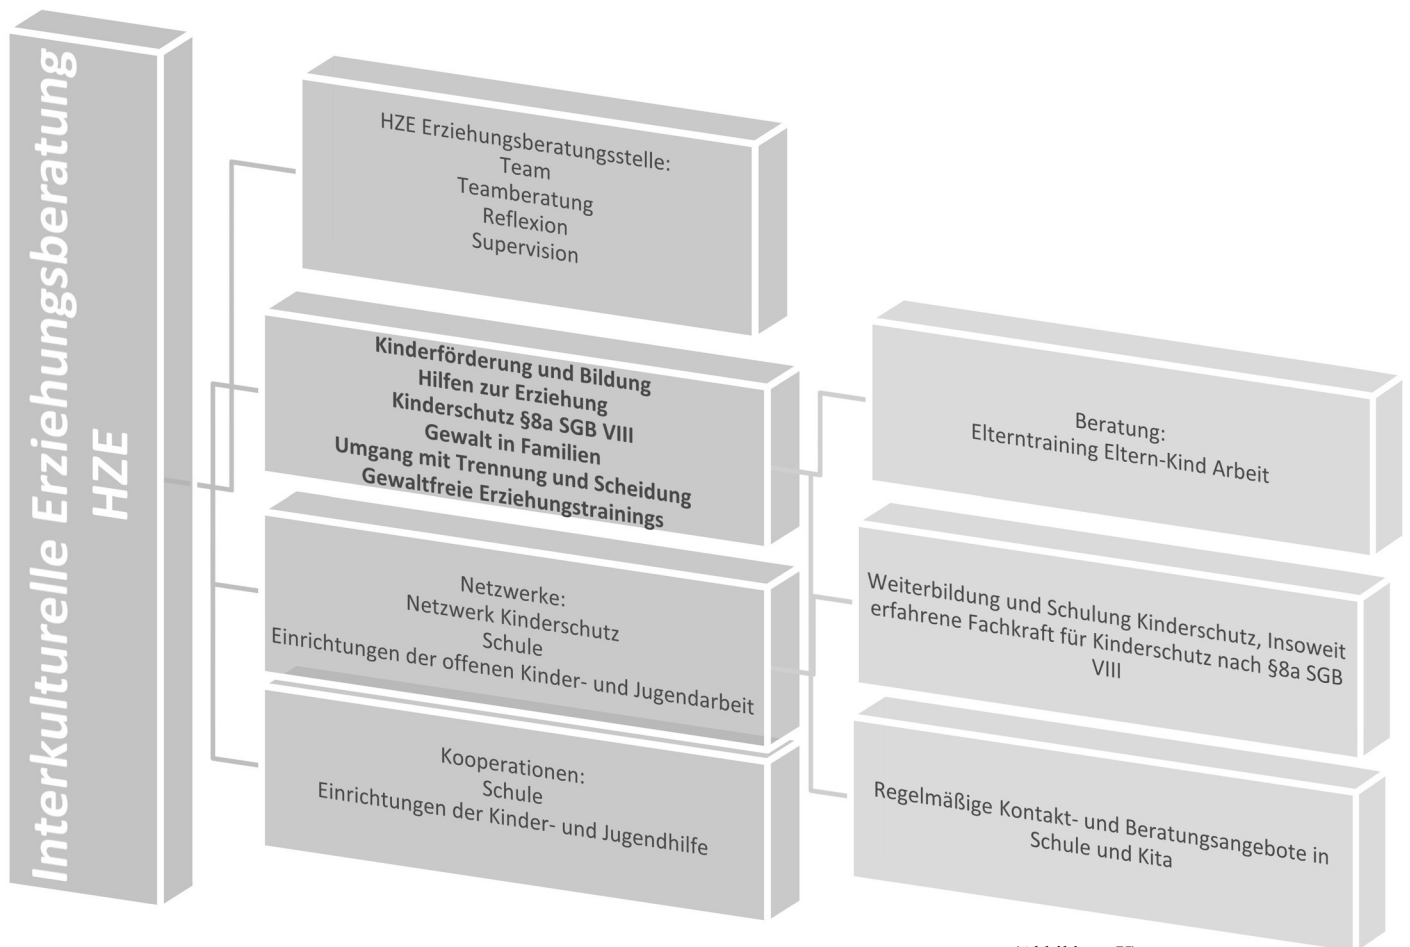 Interkulturelle Erziehungsberatung
HZE
HZE Erziehungsberatungsstelle:
Team
Teamberatung
Reflexion
Supervision
Kinderförderung und Bildung
Hilfen zur Erziehung
Kinderschutz §8a SGB VIII
Gewalt in Familien
Umgang mit Trennung und Scheidung
Gewaltfreie Erziehungstrainings
Netzwerke:
Netzwerk Kinderschutz
Schule
Einrichtungen der offenen Kinder- und Jugendarbeit
Kooperationen:
Schule
Einrichtungen der Kinder- und Jugendhilfe
Beratung:
Elterntraining Eltern-Kind Arbeit
Weiterbildung und Schulung Kinderschutz, Insoweit
erfahrene Fachkraft für Kinderschutz nach §8a SGB
VIII
Regelmäßige Kontakt- und Beratungsangebote in
Schule und Kita